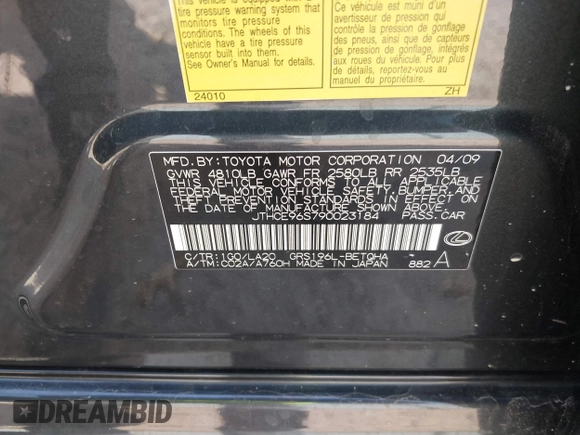 This vehicle is equipped with a
tire pressure warning system that
monitors tire pressure
conditions. The wheels of this
vehicle have a tire pressure
sensor built into them.
See Owner's Manual for details.
24010
Ce véhicule est muni d'un
avertisseur de pression qui
contrôle la pression de gonflage
des pneus, ainsi que de capteurs
de pression de gonflage, intégrés
aux roues du véhicule.
Pour plus de détails, reportez-vous
au manuel du propriétaire.
ZH
MFD. BY: TOYOTA MOTOR CORPORATION 04/09
GVWR 4810LB GAWR FR 2580LB RR 2535LB
THIS VEHICLE CONFORMS TO ALL APPLICABLE
FEDERAL MOTOR VEHICLE SAFETY, BUMPER, AND
THEFT PREVENTION STANDARDS IN EFFECT ON
THE DATE OF MANUFACTURE SHOWN ABOVE.
JTHCE96S790023184 PASS. CAR
C/TR: 1G0/LA20 GRS196L-BETQHA
A/TM: C02A/A760H MADE IN JAPAN 882 A
DREAMBID